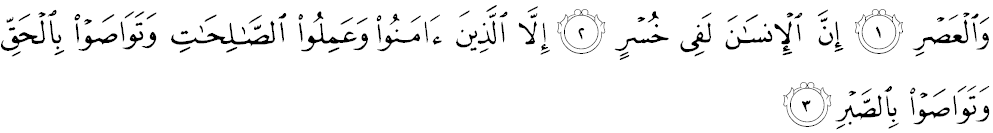 وَٱلۡعَصۡرِ ١ إِنَّ ٱلۡإِنسَٰنَ لَفِي خُسۡرٍ ٢ إِلَّا ٱلَّذِينَ ءَامَنُواْ وَعَمِلُواْ ٱلصَّٰلِحَٰتِ وَتَوَاصَوۡاْ بِٱلۡحَقِّ
وَتَوَاصَوۡاْ بِٱلصَّبۡرِ ٣